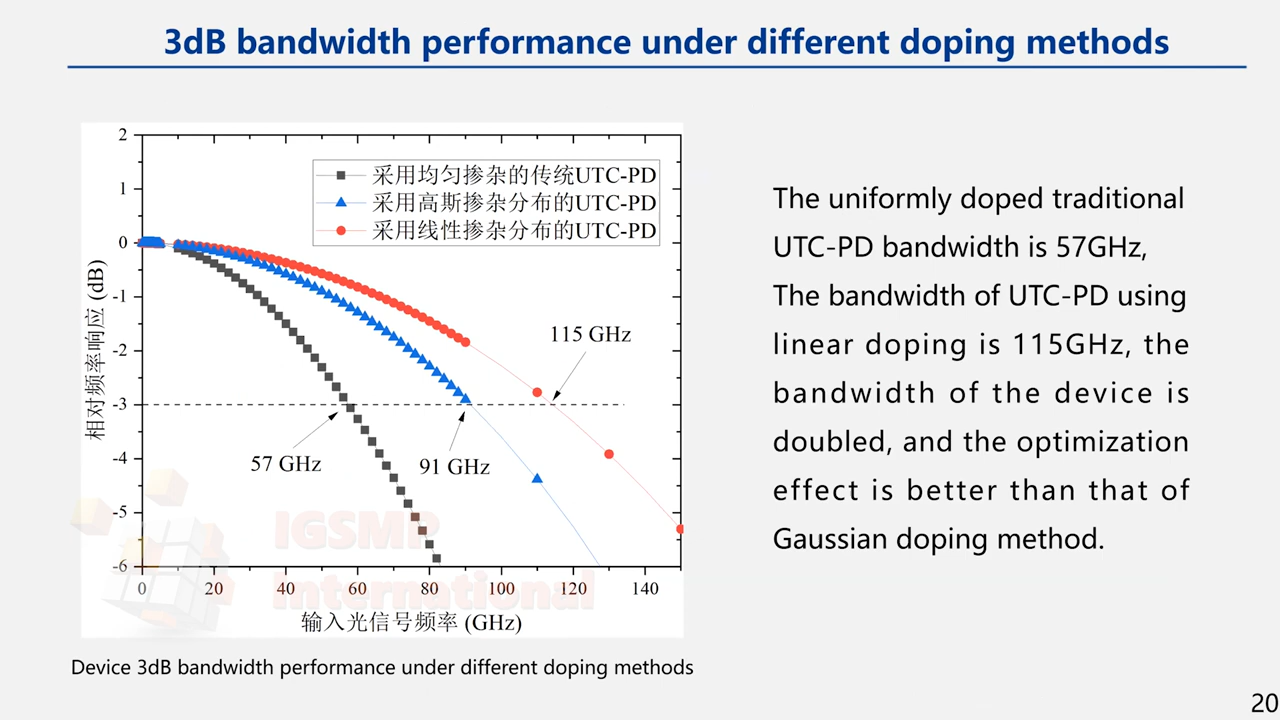 3dB bandwidth performance under different doping methods
2
1
0
-1
-2
-3
-4
-5
-6
相对频率响应 (dB)
采用均匀掺杂的传统UTC-PD
采用高斯掺杂分布的UTC-PD
采用线性掺杂分布的UTC-PD
115 GHz
57 GHz
91 GHz
IGSMP
International
0 20 40 60 80 100 120 140
输入光信号频率 (GHz)
Device 3dB bandwidth performance under different doping methods
The uniformly doped traditional
UTC-PD bandwidth is 57GHz,
The bandwidth of UTC-PD using
linear doping is 115GHz, the
bandwidth of the device is
doubled, and the optimization
effect is better than that of
Gaussian doping method.
20